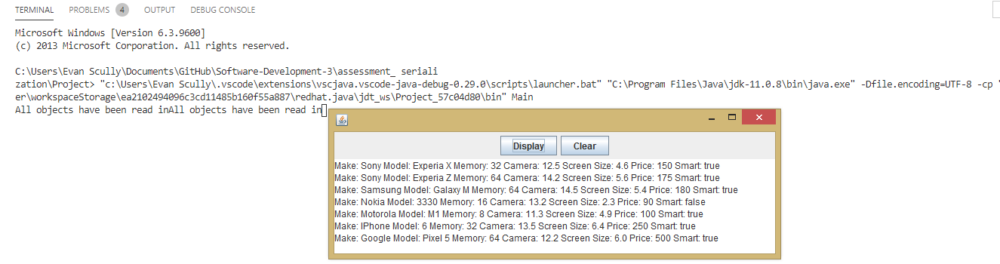 TERMINAL PROBLEMS 4 OUTPUT DEBUG CONSOLE
Microsoft Windows [Version 6.3.9600]
(c) 2013 Microsoft Corporation. All rights reserved.
C:\Users\Evan Scully\Documents\GitHub\Software-Development-3\assessment_ seriali
zation\Project> "c:\Users\Evan Scully\.vscode\extensions\vscjava.vscode-java-debug-0.29.0\scripts\launcher.bat" "C:\Program Files\Java\jdk-11.0.8\bin\java.exe" -Dfile.encoding=UTF-8 -cp "
er\workspaceStorage\ea2102494096c3cd11485b160f55a887\redhat.java\jdt_ws\Project_57c04d80\bin" Main
All objects have been read inAll objects have been read in
Display Clear
Make: Sony Model: Experia X Memory: 32 Camera: 12.5 Screen Size: 4.6 Price: 150 Smart: true
Make: Sony Model: Experia Z Memory: 64 Camera: 14.2 Screen Size: 5.6 Price: 175 Smart: true
Make: Samsung Model: Galaxy M Memory: 64 Camera: 14.5 Screen Size: 5.4 Price: 180 Smart: true
Make: Nokia Model: 3330 Memory: 16 Camera: 13.2 Screen Size: 2.3 Price: 90 Smart: false
Make: Motorola Model: M1 Memory: 8 Camera: 11.3 Screen Size: 4.9 Price: 100 Smart: true
Make: IPhone Model: 6 Memory: 32 Camera: 13.5 Screen Size: 6.4 Price: 250 Smart: true
Make: Google Model: Pixel 5 Memory: 64 Camera: 12.2 Screen Size: 6.0 Price: 500 Smart: true